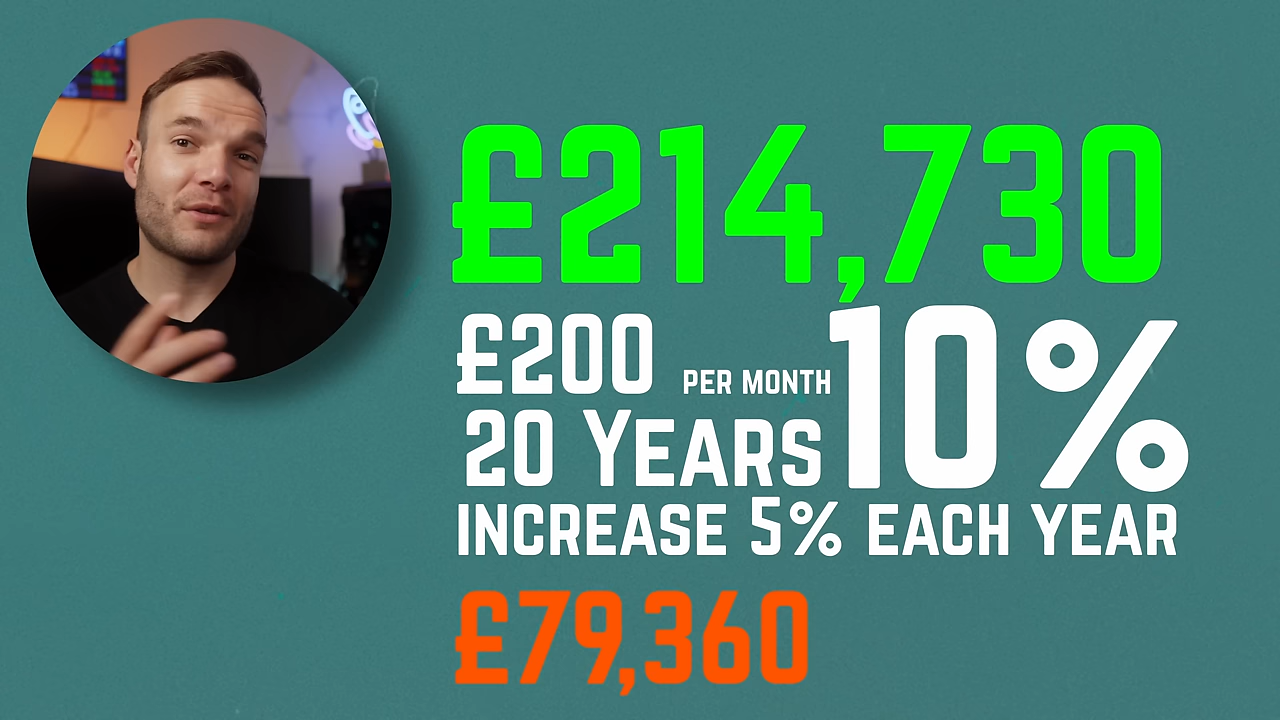 £214,730
£200 PER MONTH 10%
20 YEARS
INCREASE 5% EACH YEAR
£79,360